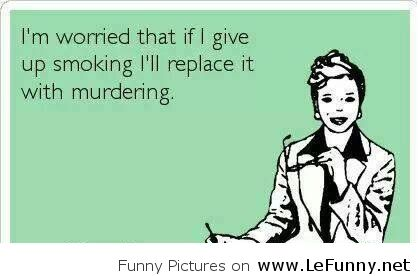 I'm worried that if I give
up smoking I'll replace it
with murdering.
Funny Pictures on www.LeFunny.net